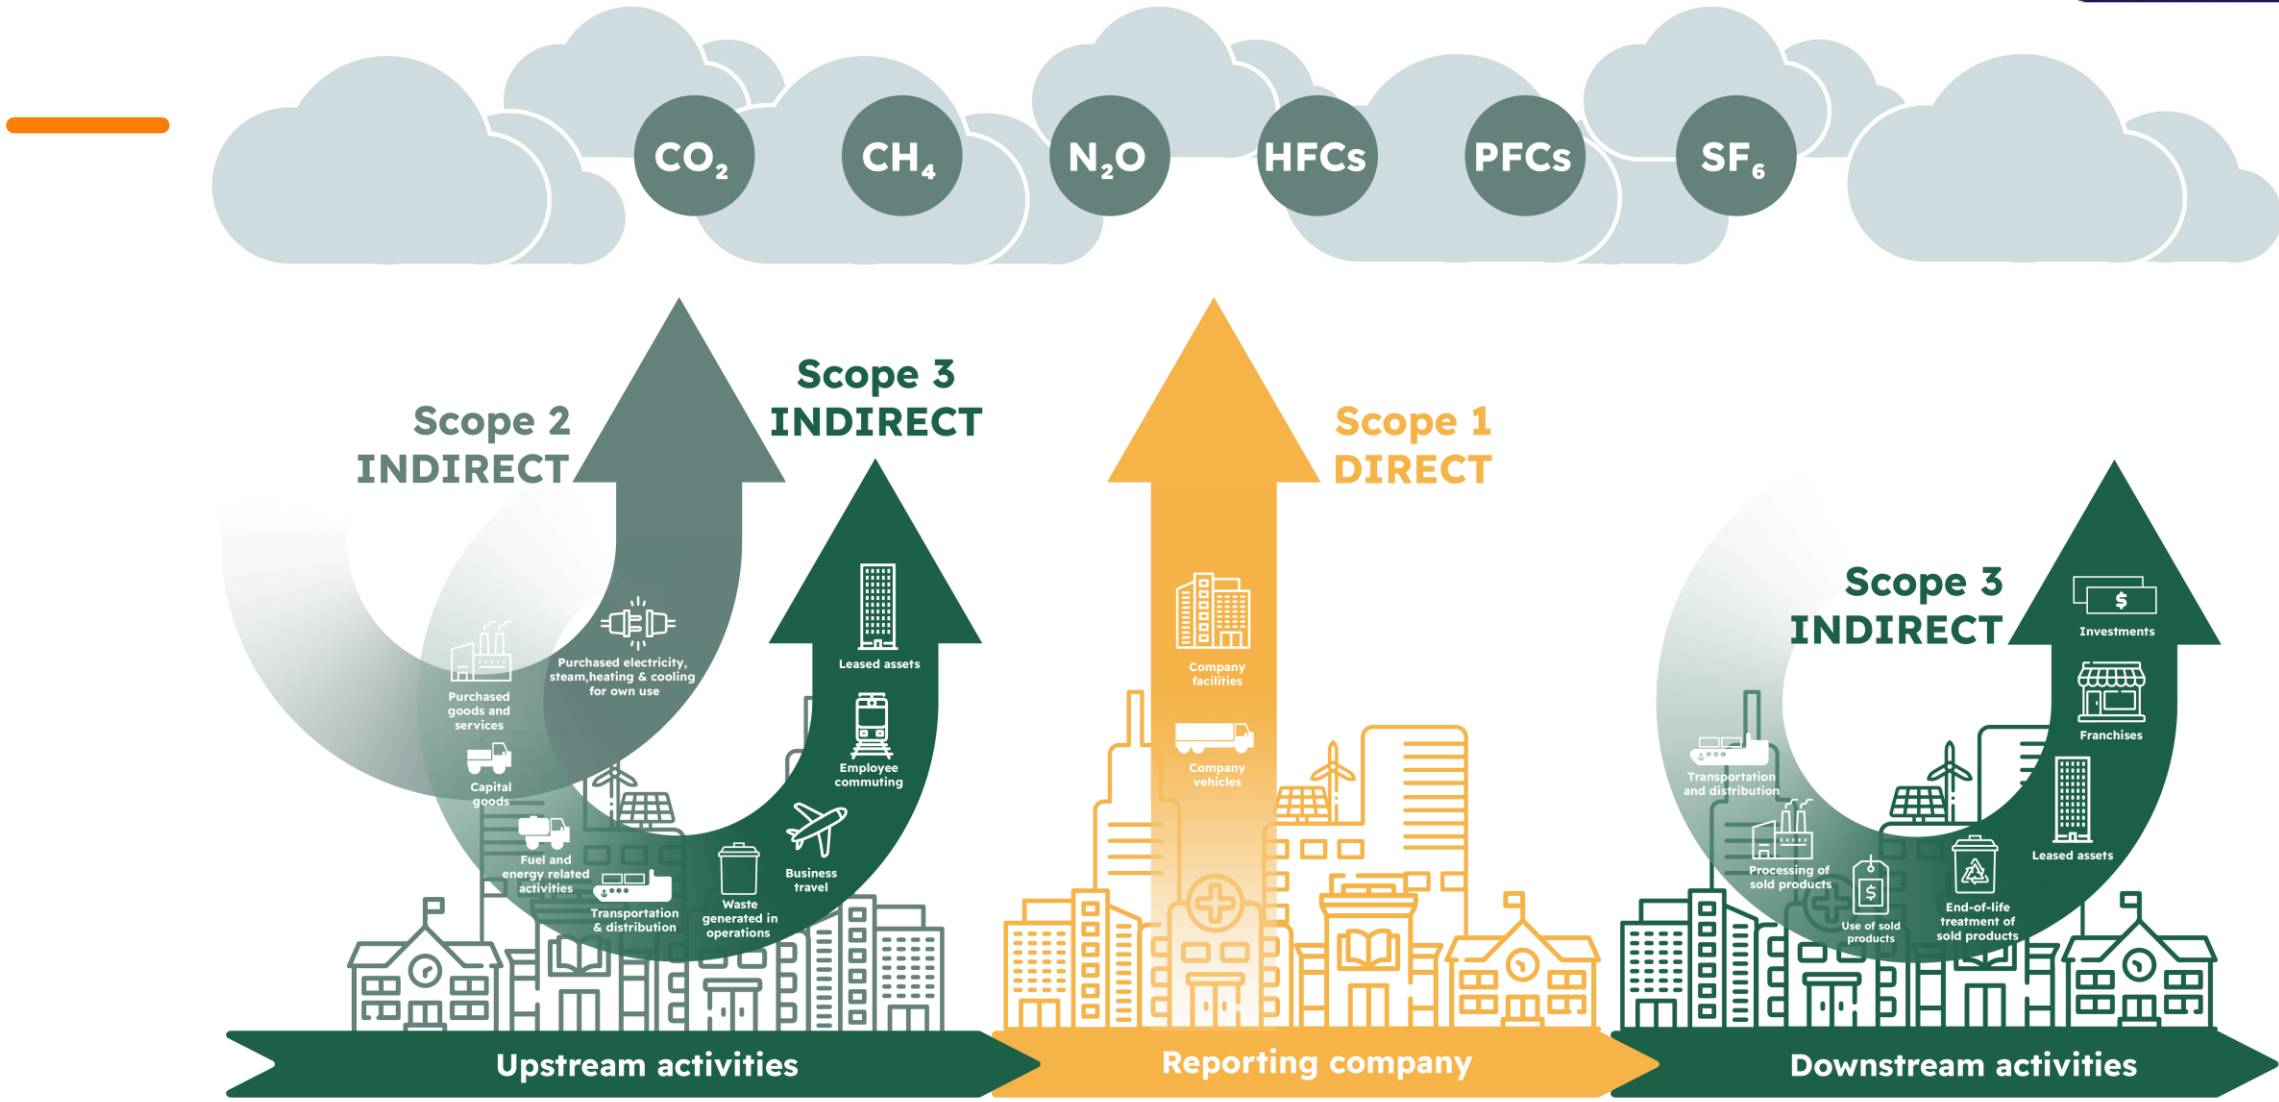 CO₂
CH₄
N₂O
HFCs
PFCs
SF₆
Scope 2
INDIRECT
Scope 3
INDIRECT
Scope 1
DIRECT
Scope 3
INDIRECT
Purchased electricity,
steam,heating & cooling
for own use
Purchased
goods and
services
Capital
goods
Fuel and
energy related
activities
Transportation
& distribution
Waste
generated in
operations
Business
travel
Employee
commuting
Leased assets
Company
facilities
Company
vehicles
Transportation
and distribution
Processing of
sold products
$
Use of sold
products
End-of-life
treatment of
sold products
Leased assets
Franchises
$
Investments
Upstream activities
Reporting company
Downstream activities